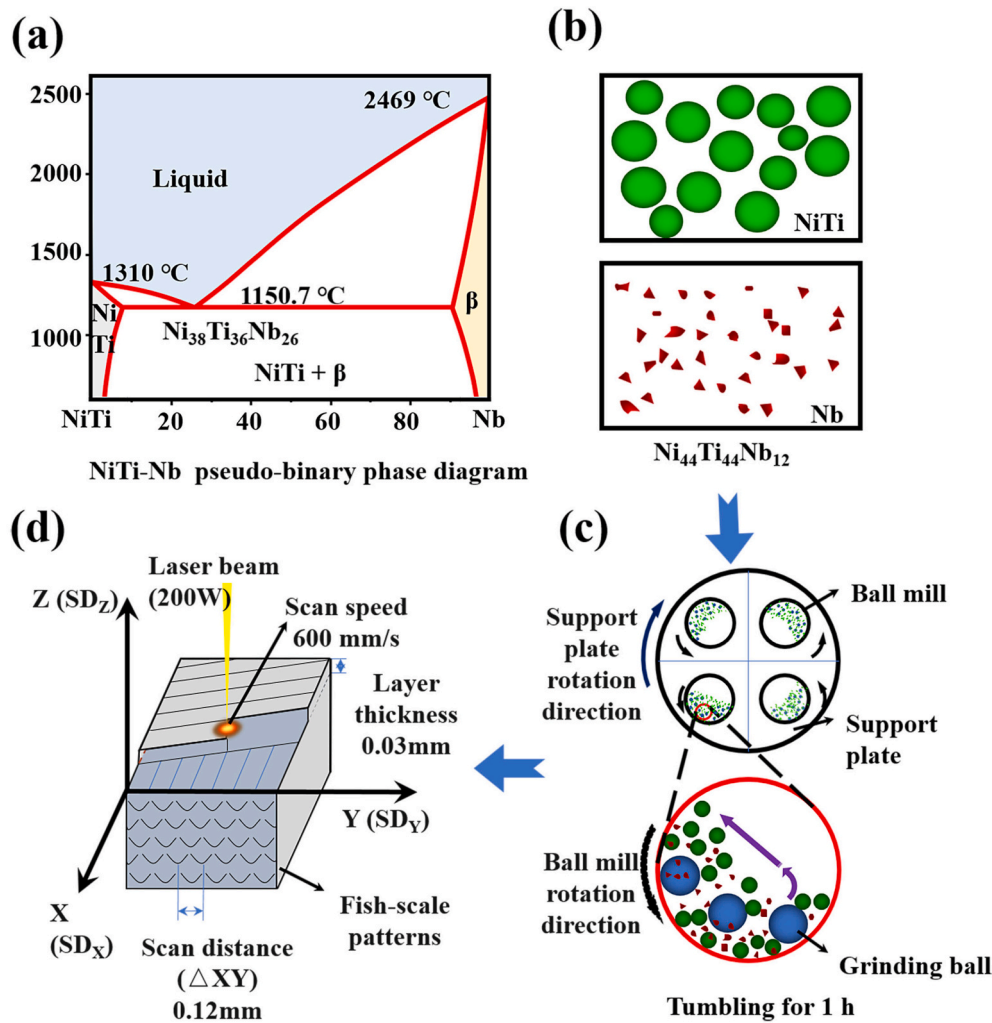 (a)
2500
2000
1500
1000
2469 ℃
Liquid
1310 ℃
1150.7 ℃
Ni
Ti
β
Ni₃₈Ti₃₆Nb₂₆
NiTi + β
NiTi
20
40
60
80
Nb
NiTi-Nb pseudo-binary phase diagram
(b)
NiTi
Nb
Ni₄₄Ti₄₄Nb₁₂
(c)
Support
plate
rotation
direction
Ball mill
Support
plate
Ball mill
rotation
direction
Grinding ball
Tumbling for 1 h
(d)
Laser beam
(200W)
Z (SD_Z)
Scan speed
600 mm/s
Layer
thickness
0.03mm
Y (SD_Y)
X
(SD_X)
Fish-scale
patterns
Scan distance
(△XY)
0.12mm